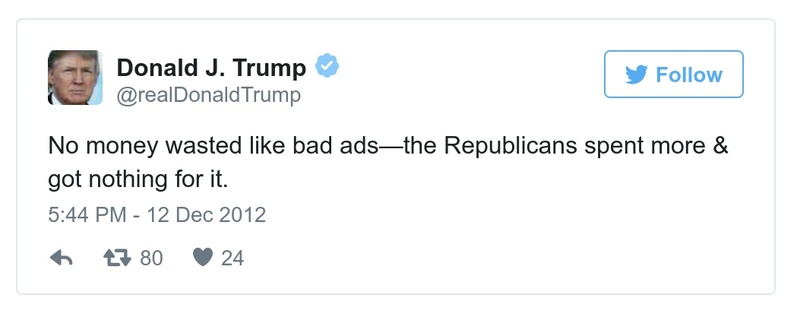 Donald J. Trump
@realDonaldTrump
Follow
No money wasted like bad ads—the Republicans spent more &
got nothing for it.
5:44 PM - 12 Dec 2012
80 24